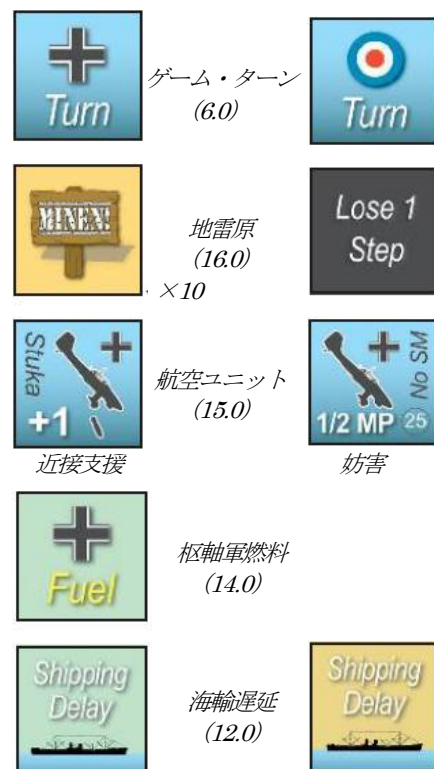 Turn
ゲーム・ターン
(6.0)
Turn
MINEN!
地雷原
(16.0)
×10
Lose 1
Step
Stuka
+1
近接支援
航空ユニット
(15.0)
No SM
1/2 MP 25
妨害
Fuel
枢軸軍燃料
(14.0)
Shipping
Delay
海輸遅延
(12.0)
Shipping
Delay